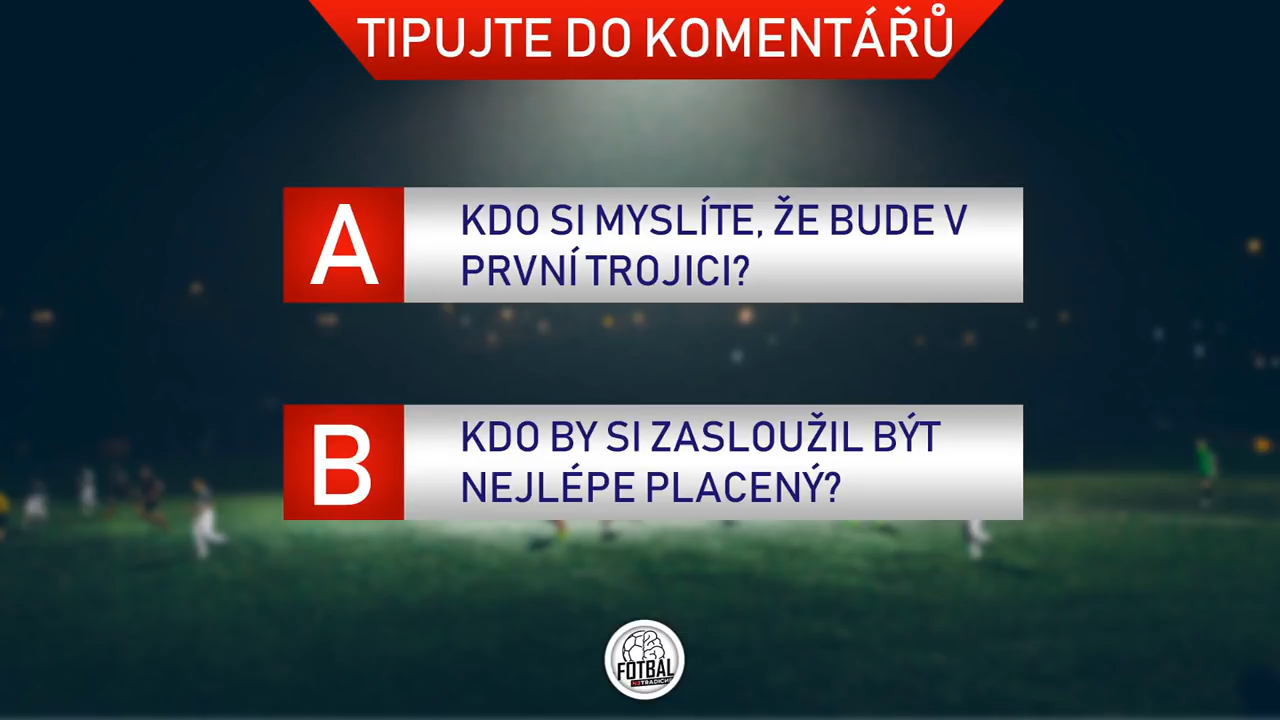 TIPUJTE DO KOMENTÁŘŮ
A
KDO SI MYSLÍTE, ŽE BUDE V
PRVNÍ TROJICI?
B
KDO BY SI ZASLOUŽIL BÝT
NEJLÉPE PLACENÝ?
FOTBAL